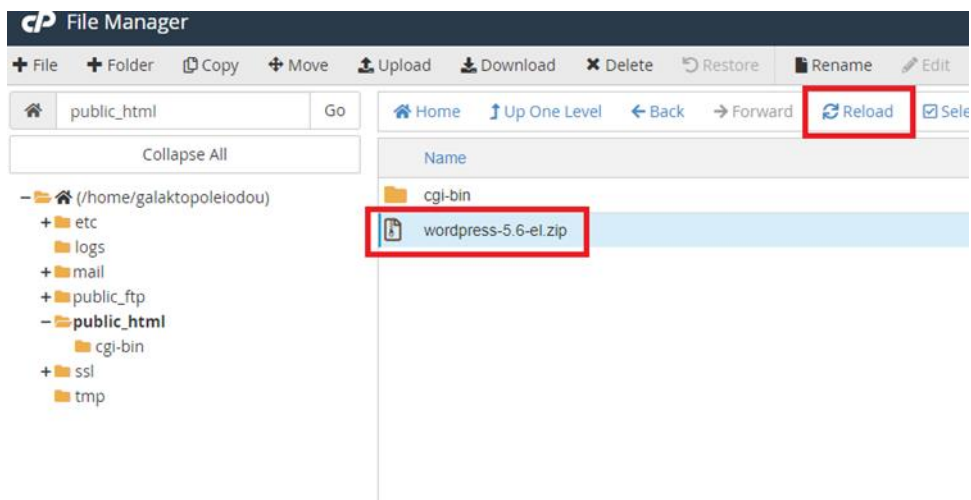 cP File Manager
File Folder Copy Move Upload Download Delete Restore Rename Edit
public_html Go Home Up One Level Back Forward Reload
Collapse All
Name
(/home/galaktopoleiodou)
etc
logs
mail
public_ftp
public_html
cgi-bin
ssl
tmp
cgi-bin
wordpress-5.6-el.zip